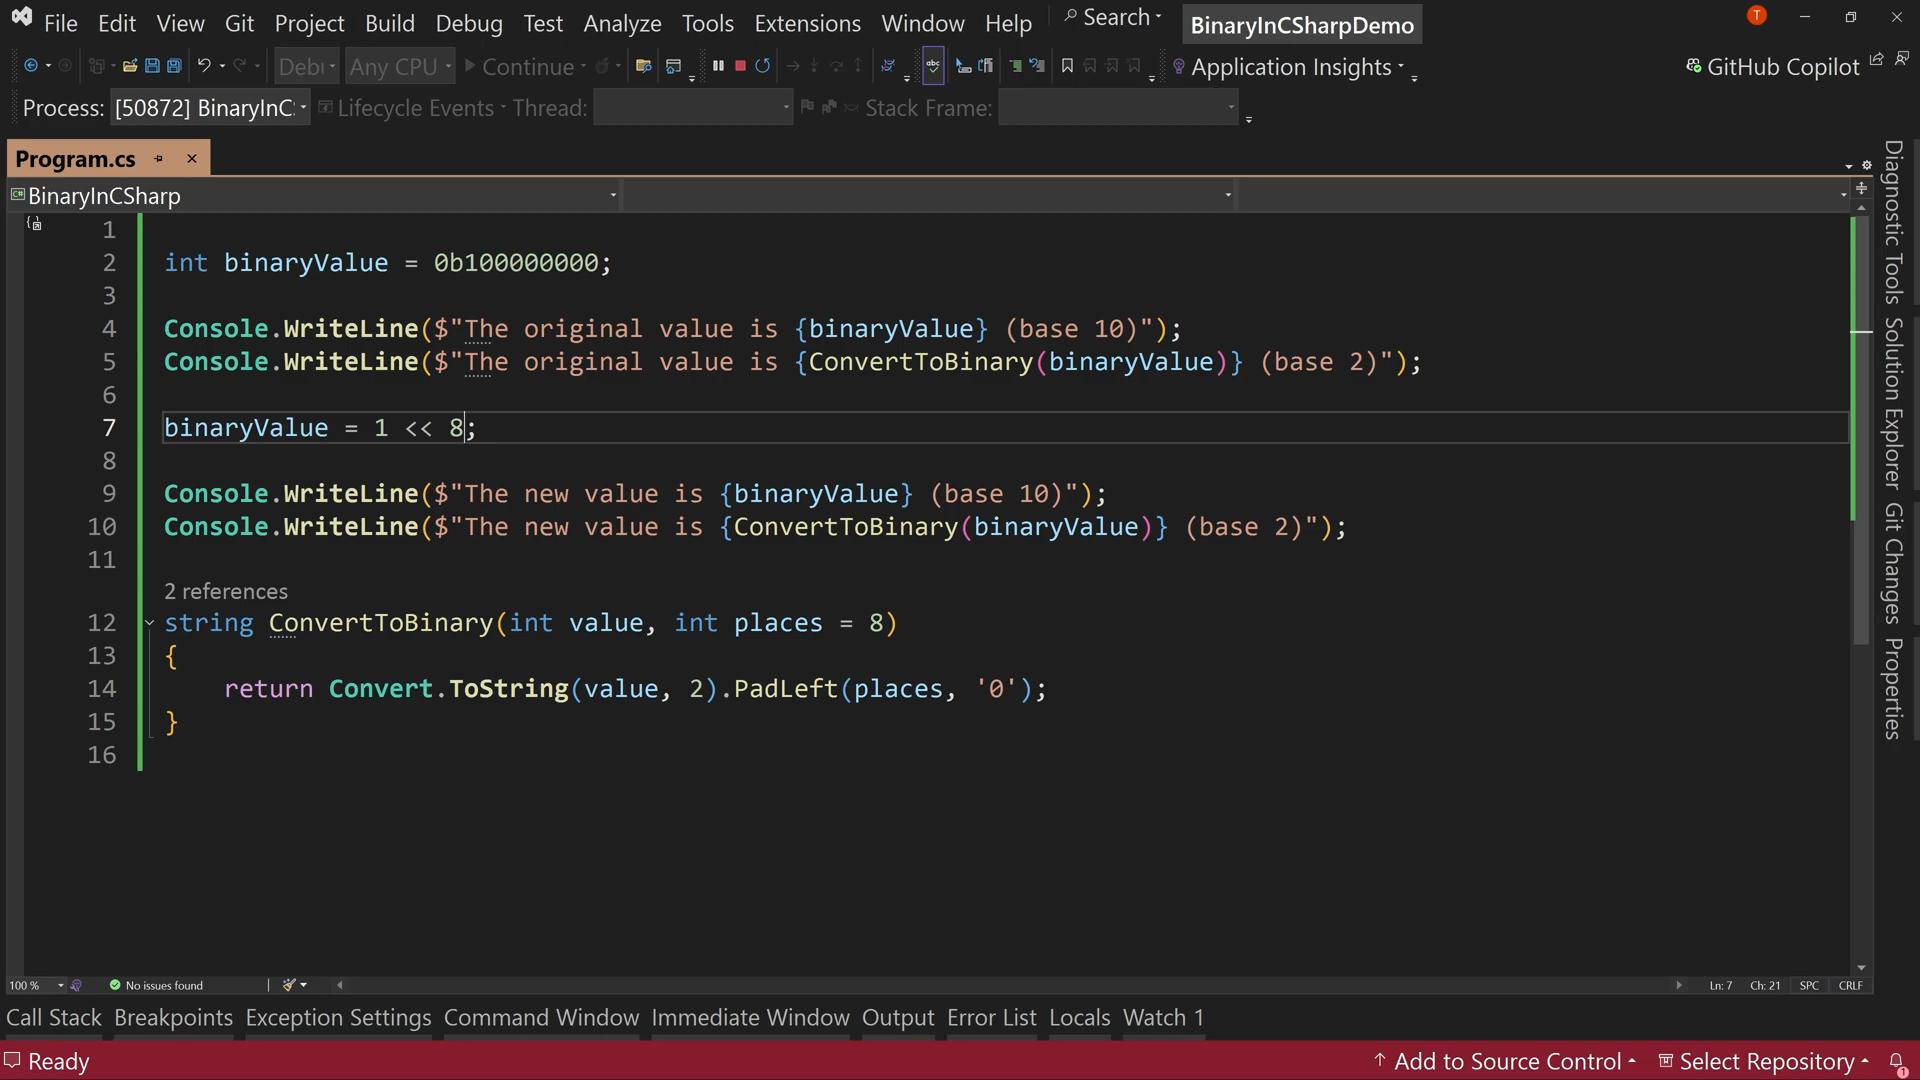 File Edit View Git Project Build Debug Test Analyze Tools Extensions Window Help Search BinaryInCSharpDemo T
Debu Any CPU Continue abc Application Insights GitHub Copilot
Process: [50872] BinaryInC Lifecycle Events Thread: Stack Frame:
Program.cs
C# BinaryInCSharp
1
2 int binaryValue = 0b100000000;
3
4 Console.WriteLine($"The original value is {binaryValue} (base 10)");
5 Console.WriteLine($"The original value is {ConvertToBinary(binaryValue)} (base 2)");
6
7 binaryValue = 1 << 8;
8
9 Console.WriteLine($"The new value is {binaryValue} (base 10)");
10 Console.WriteLine($"The new value is {ConvertToBinary(binaryValue)} (base 2)");
11
2 references
12 string ConvertToBinary(int value, int places = 8)
13 {
14 return Convert.ToString(value, 2).PadLeft(places, '0');
15 }
16
Diagnostic Tools
Solution Explorer
Git Changes
Properties
100 % No issues found Ln: 7 Ch: 21 SPC CRLF
Call Stack Breakpoints Exception Settings Command Window Immediate Window Output Error List Locals Watch 1
Ready Add to Source Control Select Repository 1